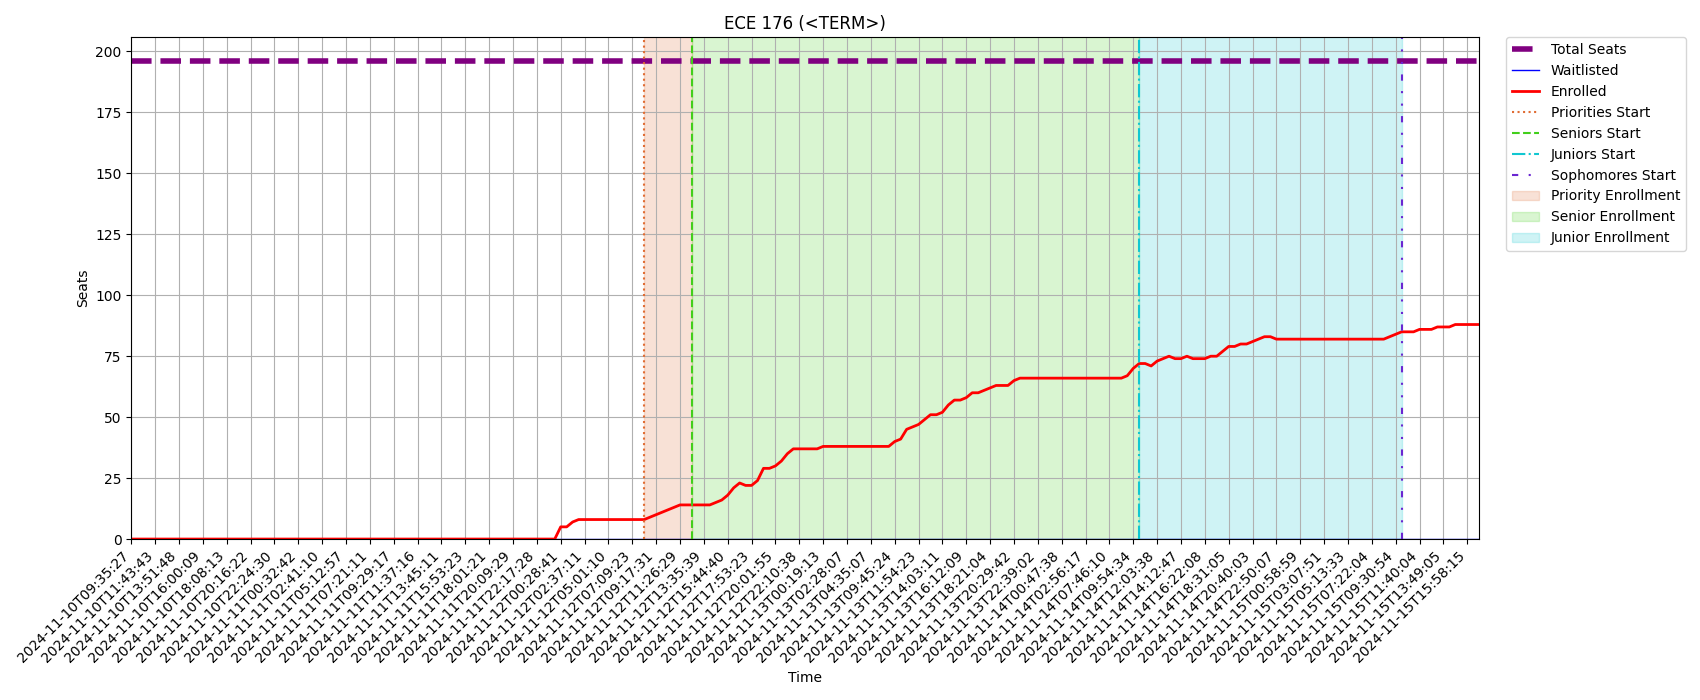 ECE 176 (<TERM>)
200
175
150
125
100
75
50
25
0
Seats
Total Seats
Waitlisted
Enrolled
Priorities Start
Seniors Start
Juniors Start
Sophomores Start
Priority Enrollment
Senior Enrollment
Junior Enrollment
2024-11-10T09:35:27
2024-11-10T11:43:43
2024-11-10T13:51:48
2024-11-10T16:00:09
2024-11-10T18:08:13
2024-11-10T20:16:22
2024-11-10T22:24:30
2024-11-11T00:32:42
2024-11-11T02:41:10
2024-11-11T05:12:57
2024-11-11T07:21:11
2024-11-11T09:29:17
2024-11-11T11:37:16
2024-11-11T13:45:11
2024-11-11T15:53:23
2024-11-11T18:01:21
2024-11-11T20:09:29
2024-11-11T22:17:28
2024-11-12T00:28:41
2024-11-12T02:37:11
2024-11-12T05:01:10
2024-11-12T07:09:23
2024-11-12T09:17:31
2024-11-12T11:26:29
2024-11-12T13:35:39
2024-11-12T15:44:40
2024-11-12T17:53:23
2024-11-12T20:01:55
2024-11-12T22:10:38
2024-11-13T00:19:13
2024-11-13T02:28:07
2024-11-13T04:35:07
2024-11-13T09:45:24
2024-11-13T11:54:23
2024-11-13T14:03:11
2024-11-13T16:12:09
2024-11-13T18:21:04
2024-11-13T20:29:42
2024-11-13T22:39:02
2024-11-14T00:47:38
2024-11-14T02:56:17
2024-11-14T07:46:10
2024-11-14T09:54:34
2024-11-14T12:03:38
2024-11-14T14:12:47
2024-11-14T16:22:08
2024-11-14T18:31:05
2024-11-14T20:40:03
2024-11-14T22:50:07
2024-11-15T00:58:59
2024-11-15T03:07:51
2024-11-15T05:13:33
2024-11-15T07:22:04
2024-11-15T09:30:54
2024-11-15T11:40:04
2024-11-15T13:49:05
2024-11-15T15:58:15
Time